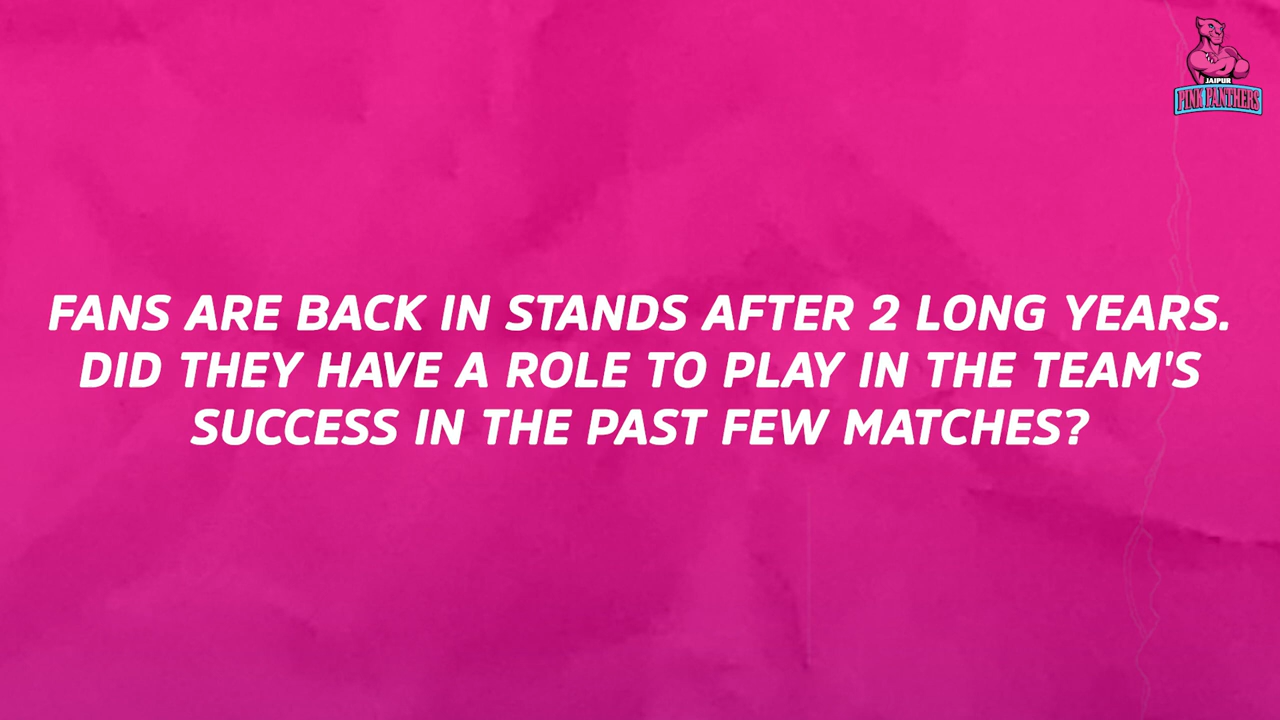 JAIPUR
PINK PANTHERS
FANS ARE BACK IN STANDS AFTER 2 LONG YEARS.
DID THEY HAVE A ROLE TO PLAY IN THE TEAM'S
SUCCESS IN THE PAST FEW MATCHES?